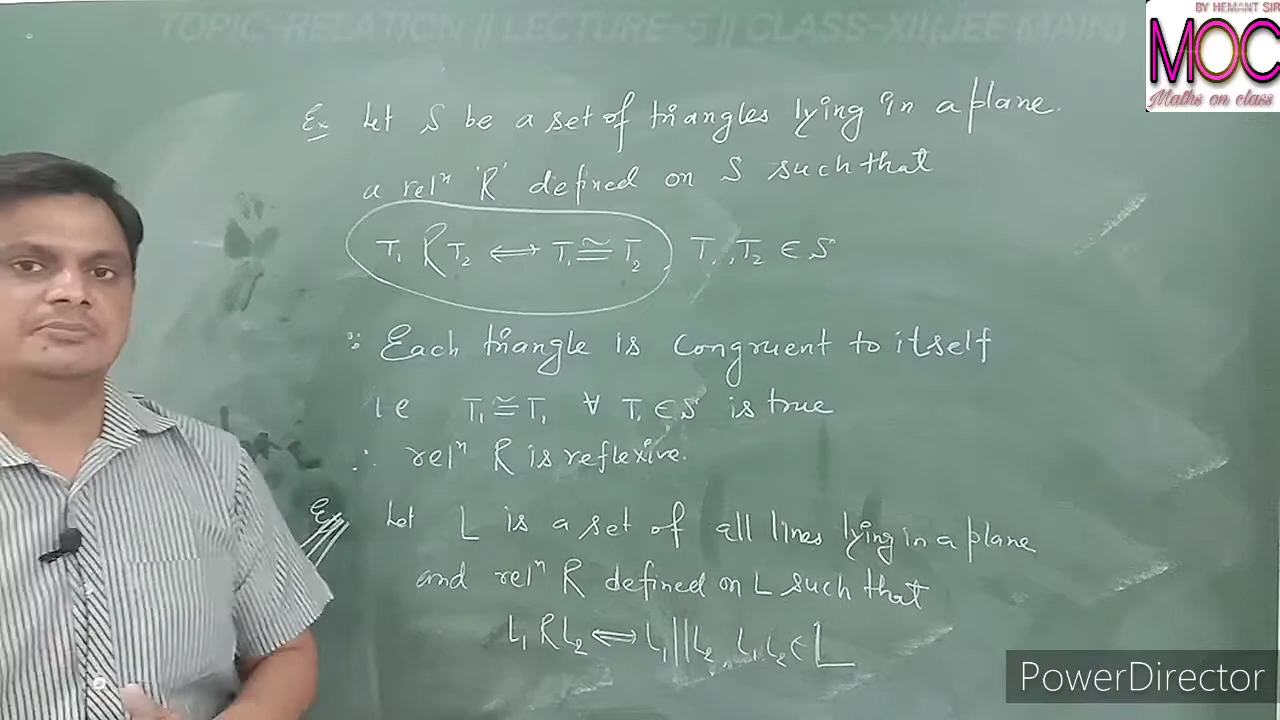 TOPIC-RELATION || LECTURE-5 || CLASS-XII(JEE MAIN)
BY HEMANT SIR
MOC
Maths on class
Ex Let S be a set of triangles lying in a plane.
a relⁿ 'R' defined on S such that
T₁ R T₂ ⟺ T₁ ≅ T₂ T₁, T₂ ∈ S
∵ Each triangle is congruent to itself
i.e T₁ ≅ T₁ ∀ T₁ ∈ S is true
∴ relⁿ R is reflexive.
Ex Let L is a set of all lines lying in a plane
and relⁿ R defined on L such that
L₁ R L₂ ⟺ L₁ || L₂, L₁ L₂ ∈ L
PowerDirector